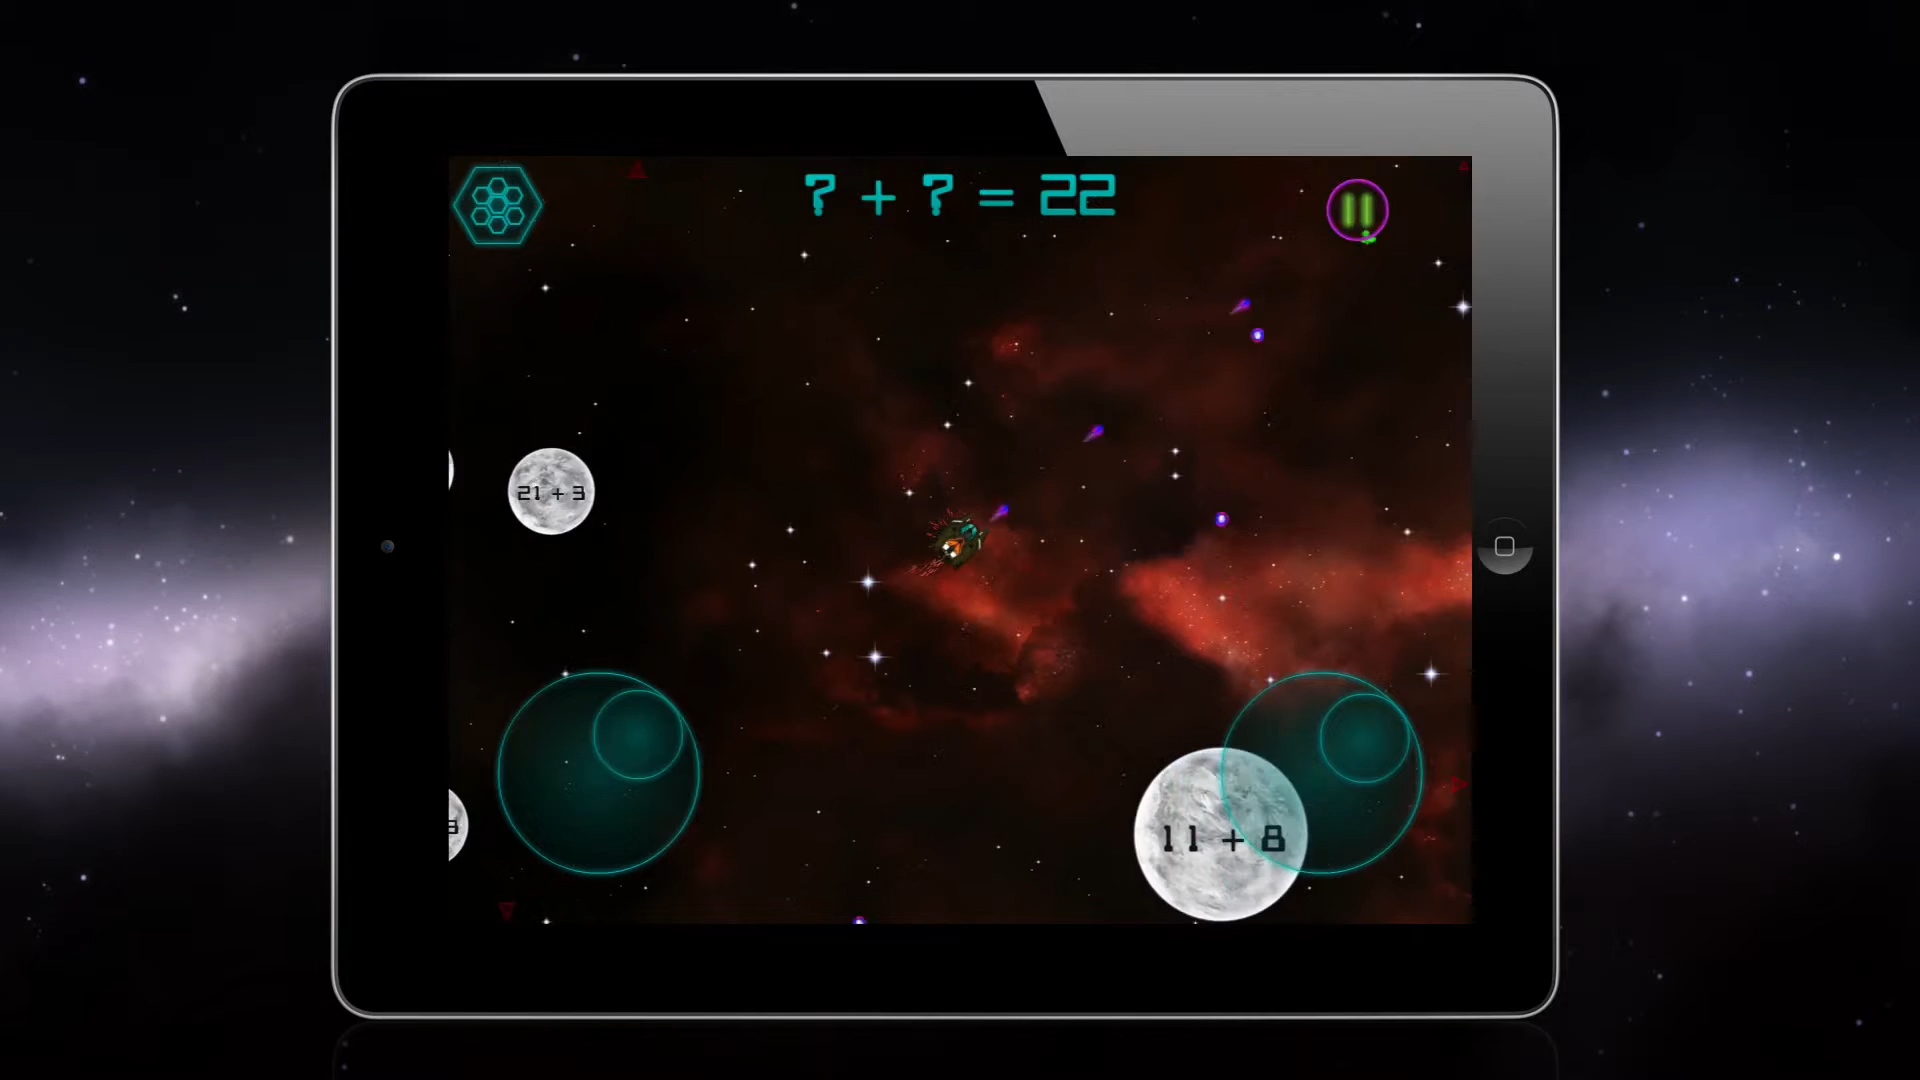 ? + ? = 22
21 + 3
11 + 8